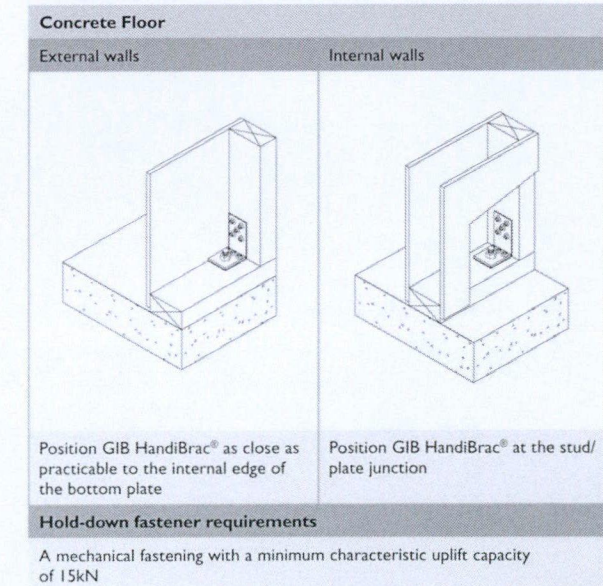 Concrete Floor
External walls
Internal walls
Position GIB HandiBrac® as close as
practicable to the internal edge of
the bottom plate
Position GIB HandiBrac® at the stud/
plate junction
Hold-down fastener requirements
A mechanical fastening with a minimum characteristic uplift capacity
of 15kN